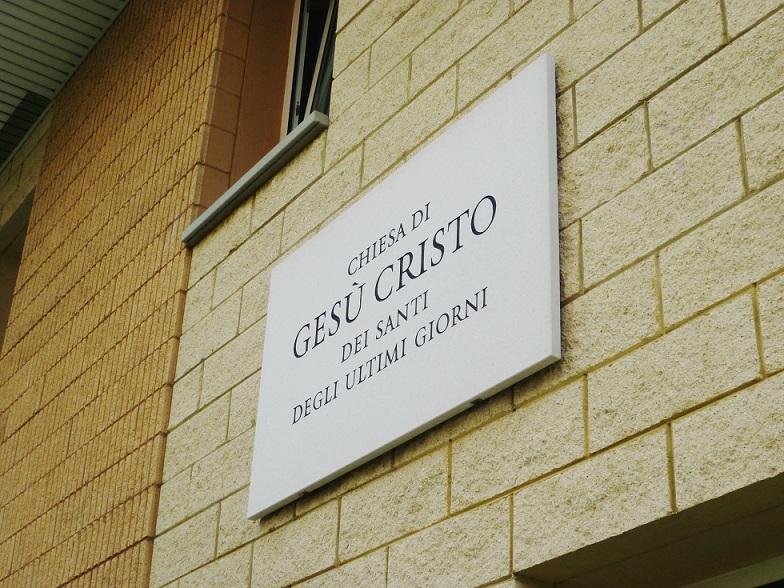 CHIESA DI
GESÙ CRISTO
DEI SANTI
DEGLI ULTIMI GIORNI